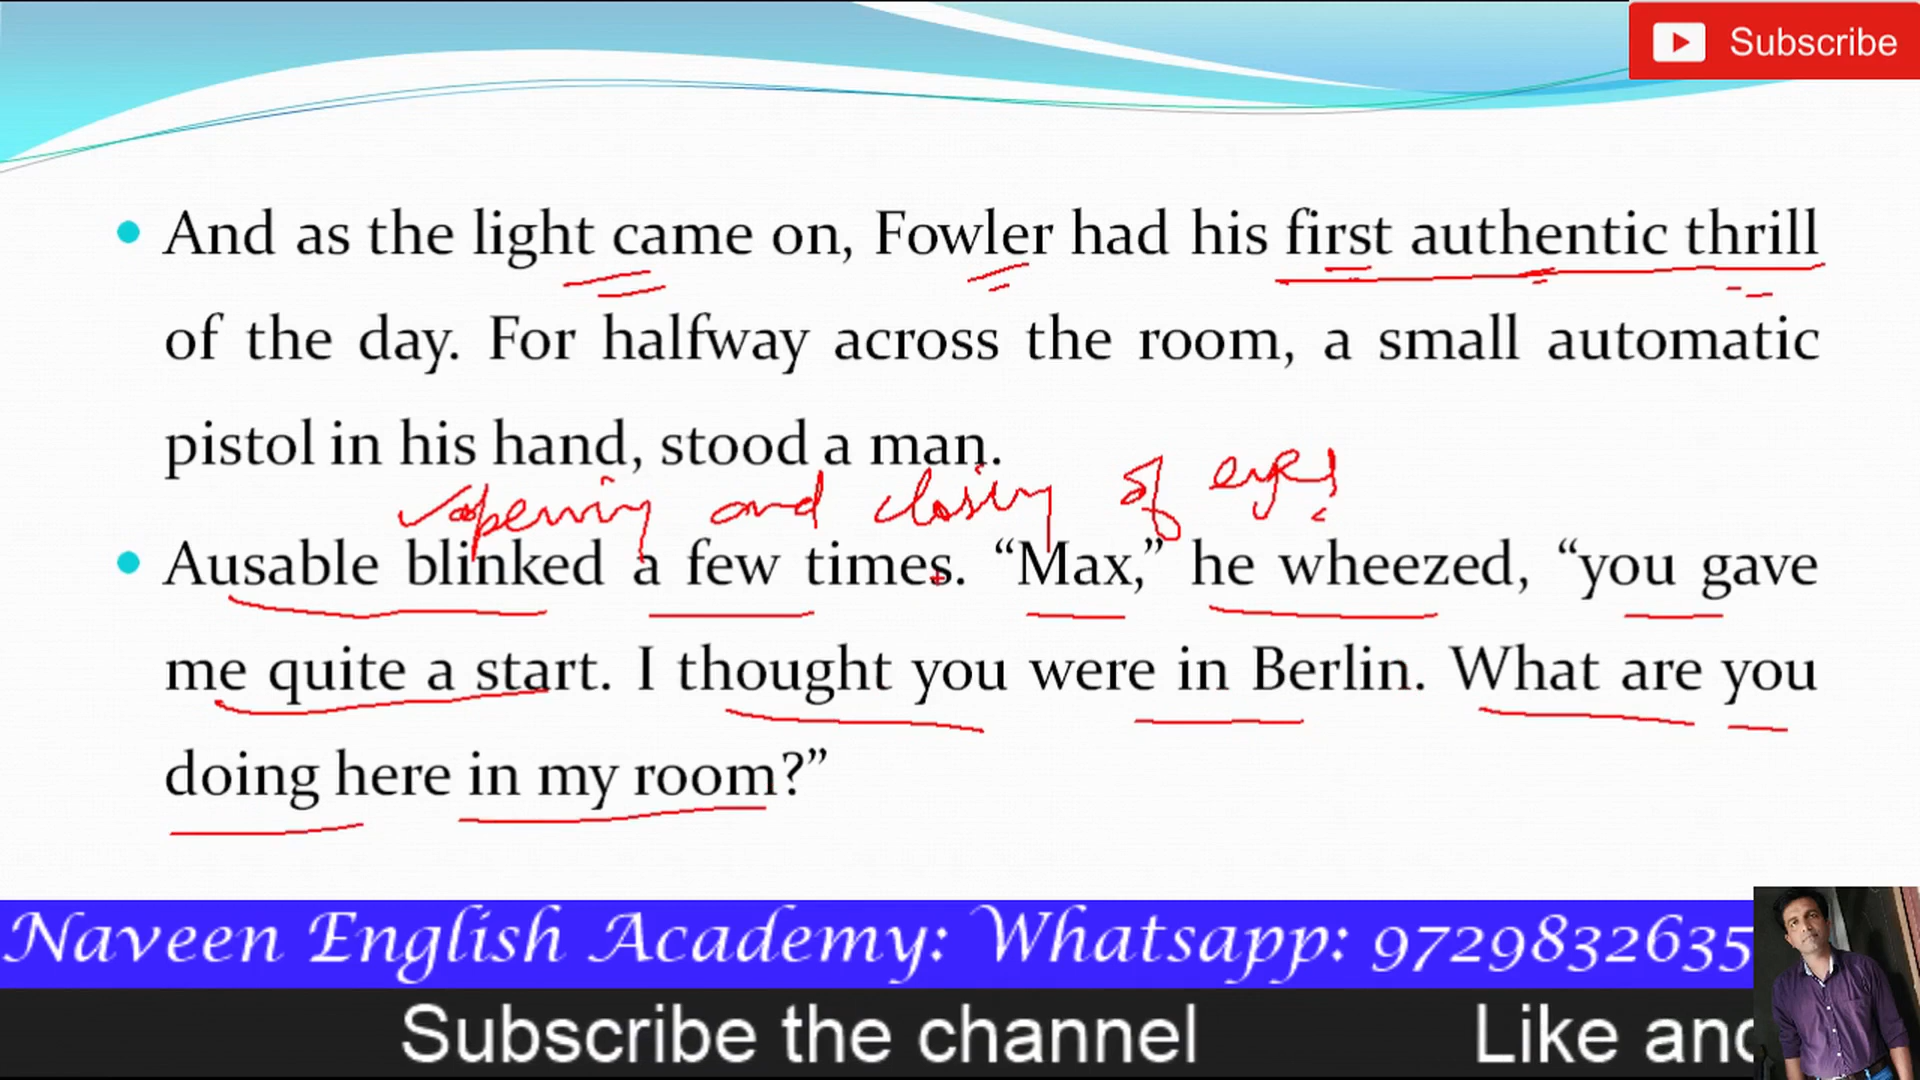 Subscribe
And as the light came on, Fowler had his first authentic thrill
of the day. For halfway across the room, a small automatic
pistol in his hand, stood a man.
opening and closing of eyes
Ausable blinked a few times. “Max,” he wheezed, “you gave
me quite a start. I thought you were in Berlin. What are you
doing here in my room?”
Naveen English Academy: Whatsapp: 9729832635
Subscribe the channel Like and